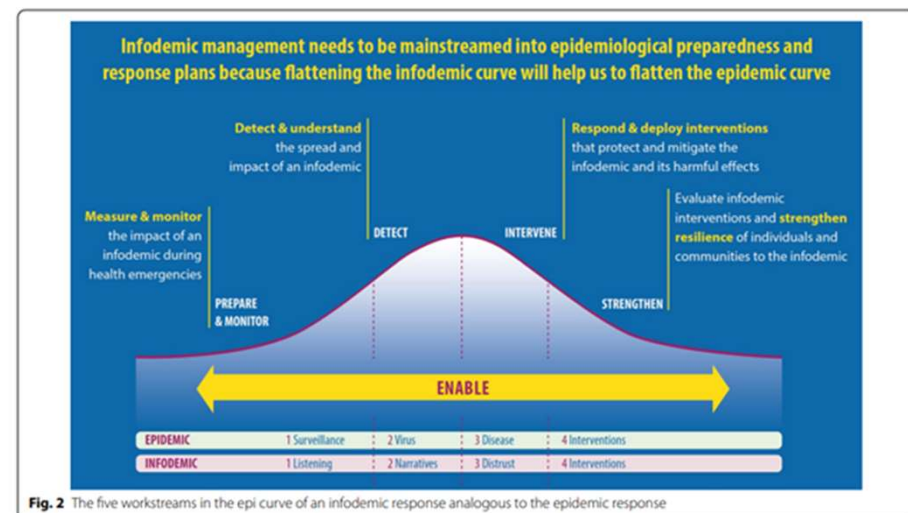 Infodemic management needs to be mainstreamed into epidemiological preparedness and
response plans because flattening the infodemic curve will help us to flatten the epidemic curve
Detect & understand
the spread and
impact of an infodemic
Respond & deploy interventions
that protect and mitigate the
infodemic and its harmful effects
Measure & monitor
the impact of an
infodemic during
health emergencies
Evaluate infodemic
interventions and strengthen
resilience of individuals and
communities to the infodemic
DETECT
INTERVENE
PREPARE
& MONITOR
STRENGTHEN
ENABLE
EPIDEMIC 1 Surveillance 2 Virus 3 Disease 4 Interventions
INFODEMIC 1 Listening 2 Narratives 3 Distrust 4 Interventions
Fig. 2 The five workstreams in the epi curve of an infodemic response analogous to the epidemic response